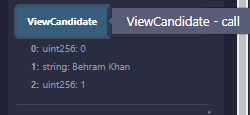 ViewCandidate
ViewCandidate - call
0: uint256: 0
1: string: Behram Khan
2: uint256: 1